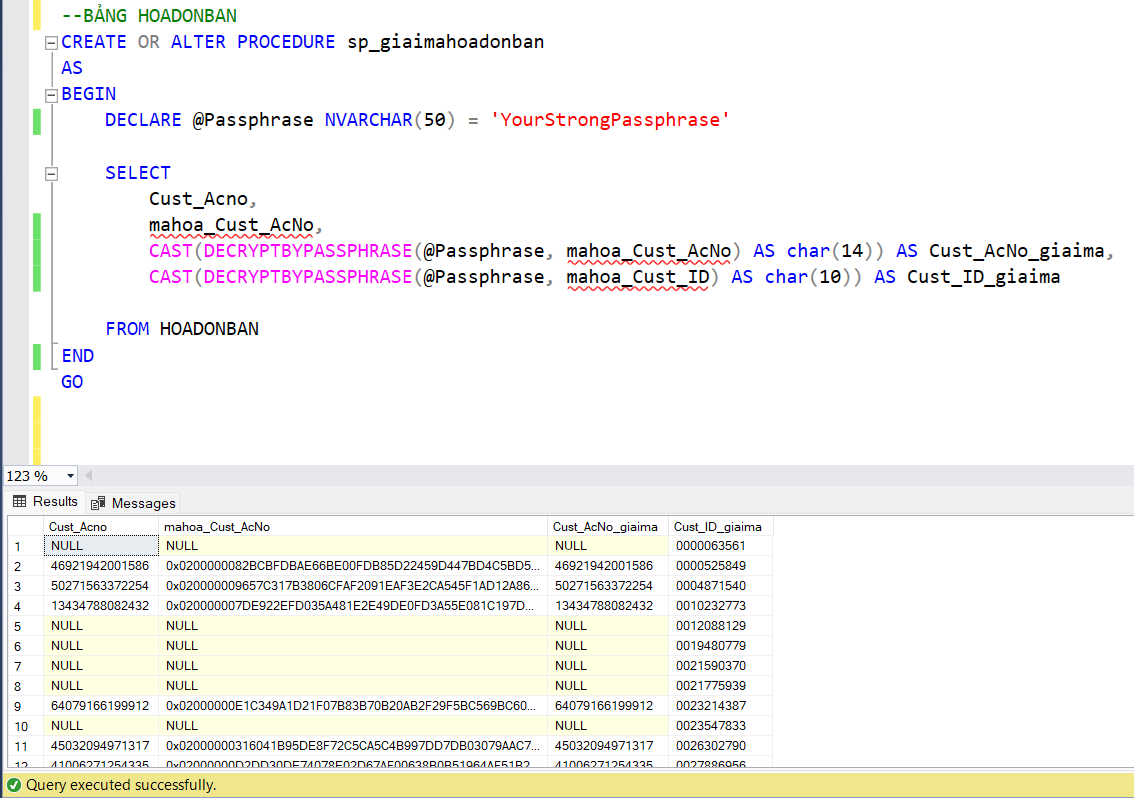 --BẢNG HOADONBAN
CREATE OR ALTER PROCEDURE sp_giaimahoadonban
AS
BEGIN
DECLARE @Passphrase NVARCHAR(50) = 'YourStrongPassphrase'
SELECT
Cust_Acno,
mahoa_Cust_AcNo,
CAST(DECRYPTBYPASSPHRASE(@Passphrase, mahoa_Cust_AcNo) AS char(14)) AS Cust_AcNo_giaima,
CAST(DECRYPTBYPASSPHRASE(@Passphrase, mahoa_Cust_ID) AS char(10)) AS Cust_ID_giaima
FROM HOADONBAN
END
GO
123 %
Results Messages
Cust_Acno mahoa_Cust_AcNo Cust_AcNo_giaima Cust_ID_giaima
1 NULL NULL NULL 0000063561
2 46921942001586 0x0200000082BCBFDBAE66BE00FDB85D22459D447BD4C5BD5... 46921942001586 0000525849
3 50271563372254 0x020000009657C317B3806CFAF2091EAF3E2CA545F1AD12A86... 50271563372254 0004871540
4 13434788082432 0x020000007DE922EFD035A481E2E49DE0FD3A55E081C197D... 13434788082432 0010232773
5 NULL NULL NULL 0012088129
6 NULL NULL NULL 0019480779
7 NULL NULL NULL 0021590370
8 NULL NULL NULL 0021775939
9 64079166199912 0x02000000E1C349A1D21F07B83B70B20AB2F29F5BC569BC60... 64079166199912 0023214387
10 NULL NULL NULL 0023547833
11 45032094971317 0x02000000316041B95DE8F72C5CA5C4B997DD7DB03079AAC7... 45032094971317 0026302790
12 41006271254335 41006271254335 0027886956
Query executed successfully.